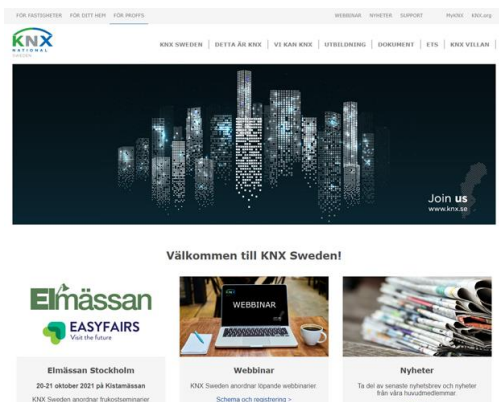 FÖR FASTIGHETER FÖR DITT HEM FÖR PROFFS
WEBBINAR NYHETER SUPPORT MyKNX KNX.org
KNX
NATIONAL
SWEDEN
KNX SWEDEN | DETTA ÄR KNX | VI KAN KNX | UTBILDNING | DOKUMENT | ETS | KNX VILLAN |
Join us
www.knx.se
Välkommen till KNX Sweden!
Elmässan
EASYFAIRS
Visit the future
WEBBINAR
Elmässan Stockholm
20-21 oktober 2021 på Kistamässan
KNX Sweden anordnar frukostseminarier
Webbinar
KNX Sweden anordnar löpande webbinarier.
Schema och registrering >
Nyheter
Ta del av senaste nyhetsbrev och nyheter
från våra huvudmedlemmar.